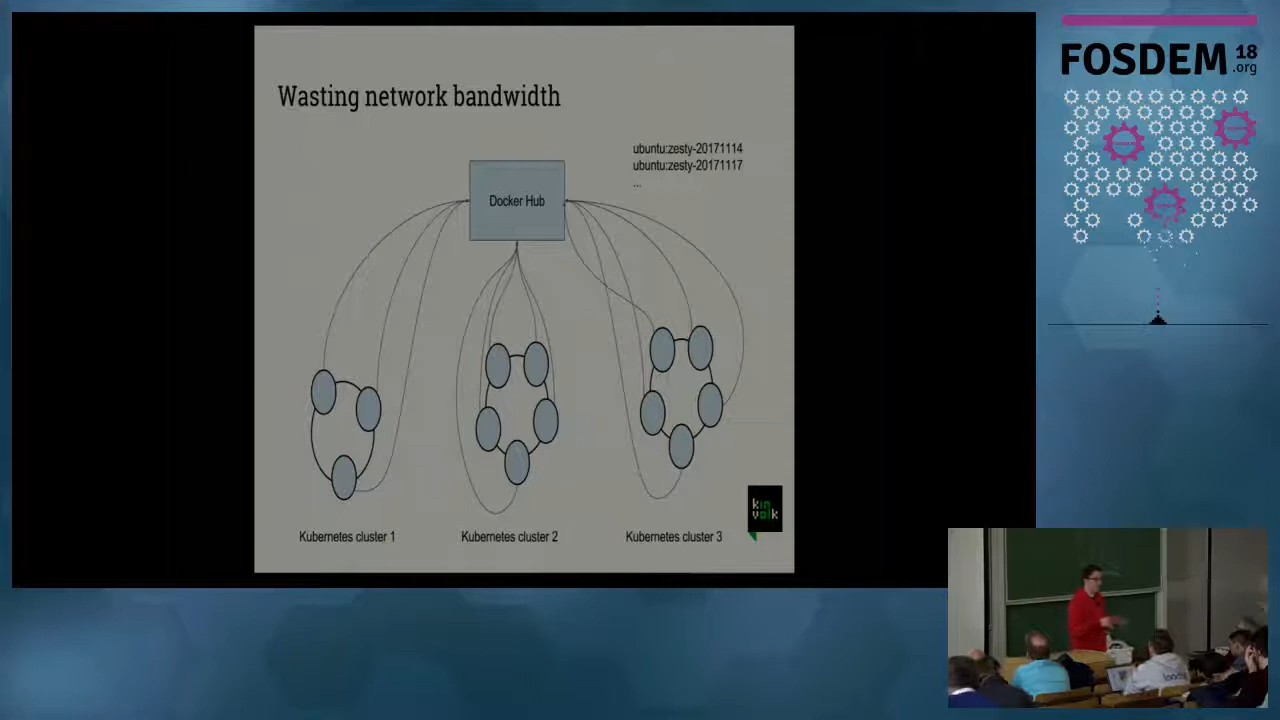 Wasting network bandwidth
ubuntu:zesty-20171114
ubuntu:zesty-20171117
...
Docker Hub
Kubernetes cluster 1
Kubernetes cluster 2
Kubernetes cluster 3
kin
volk
FOSDEM 18
.org